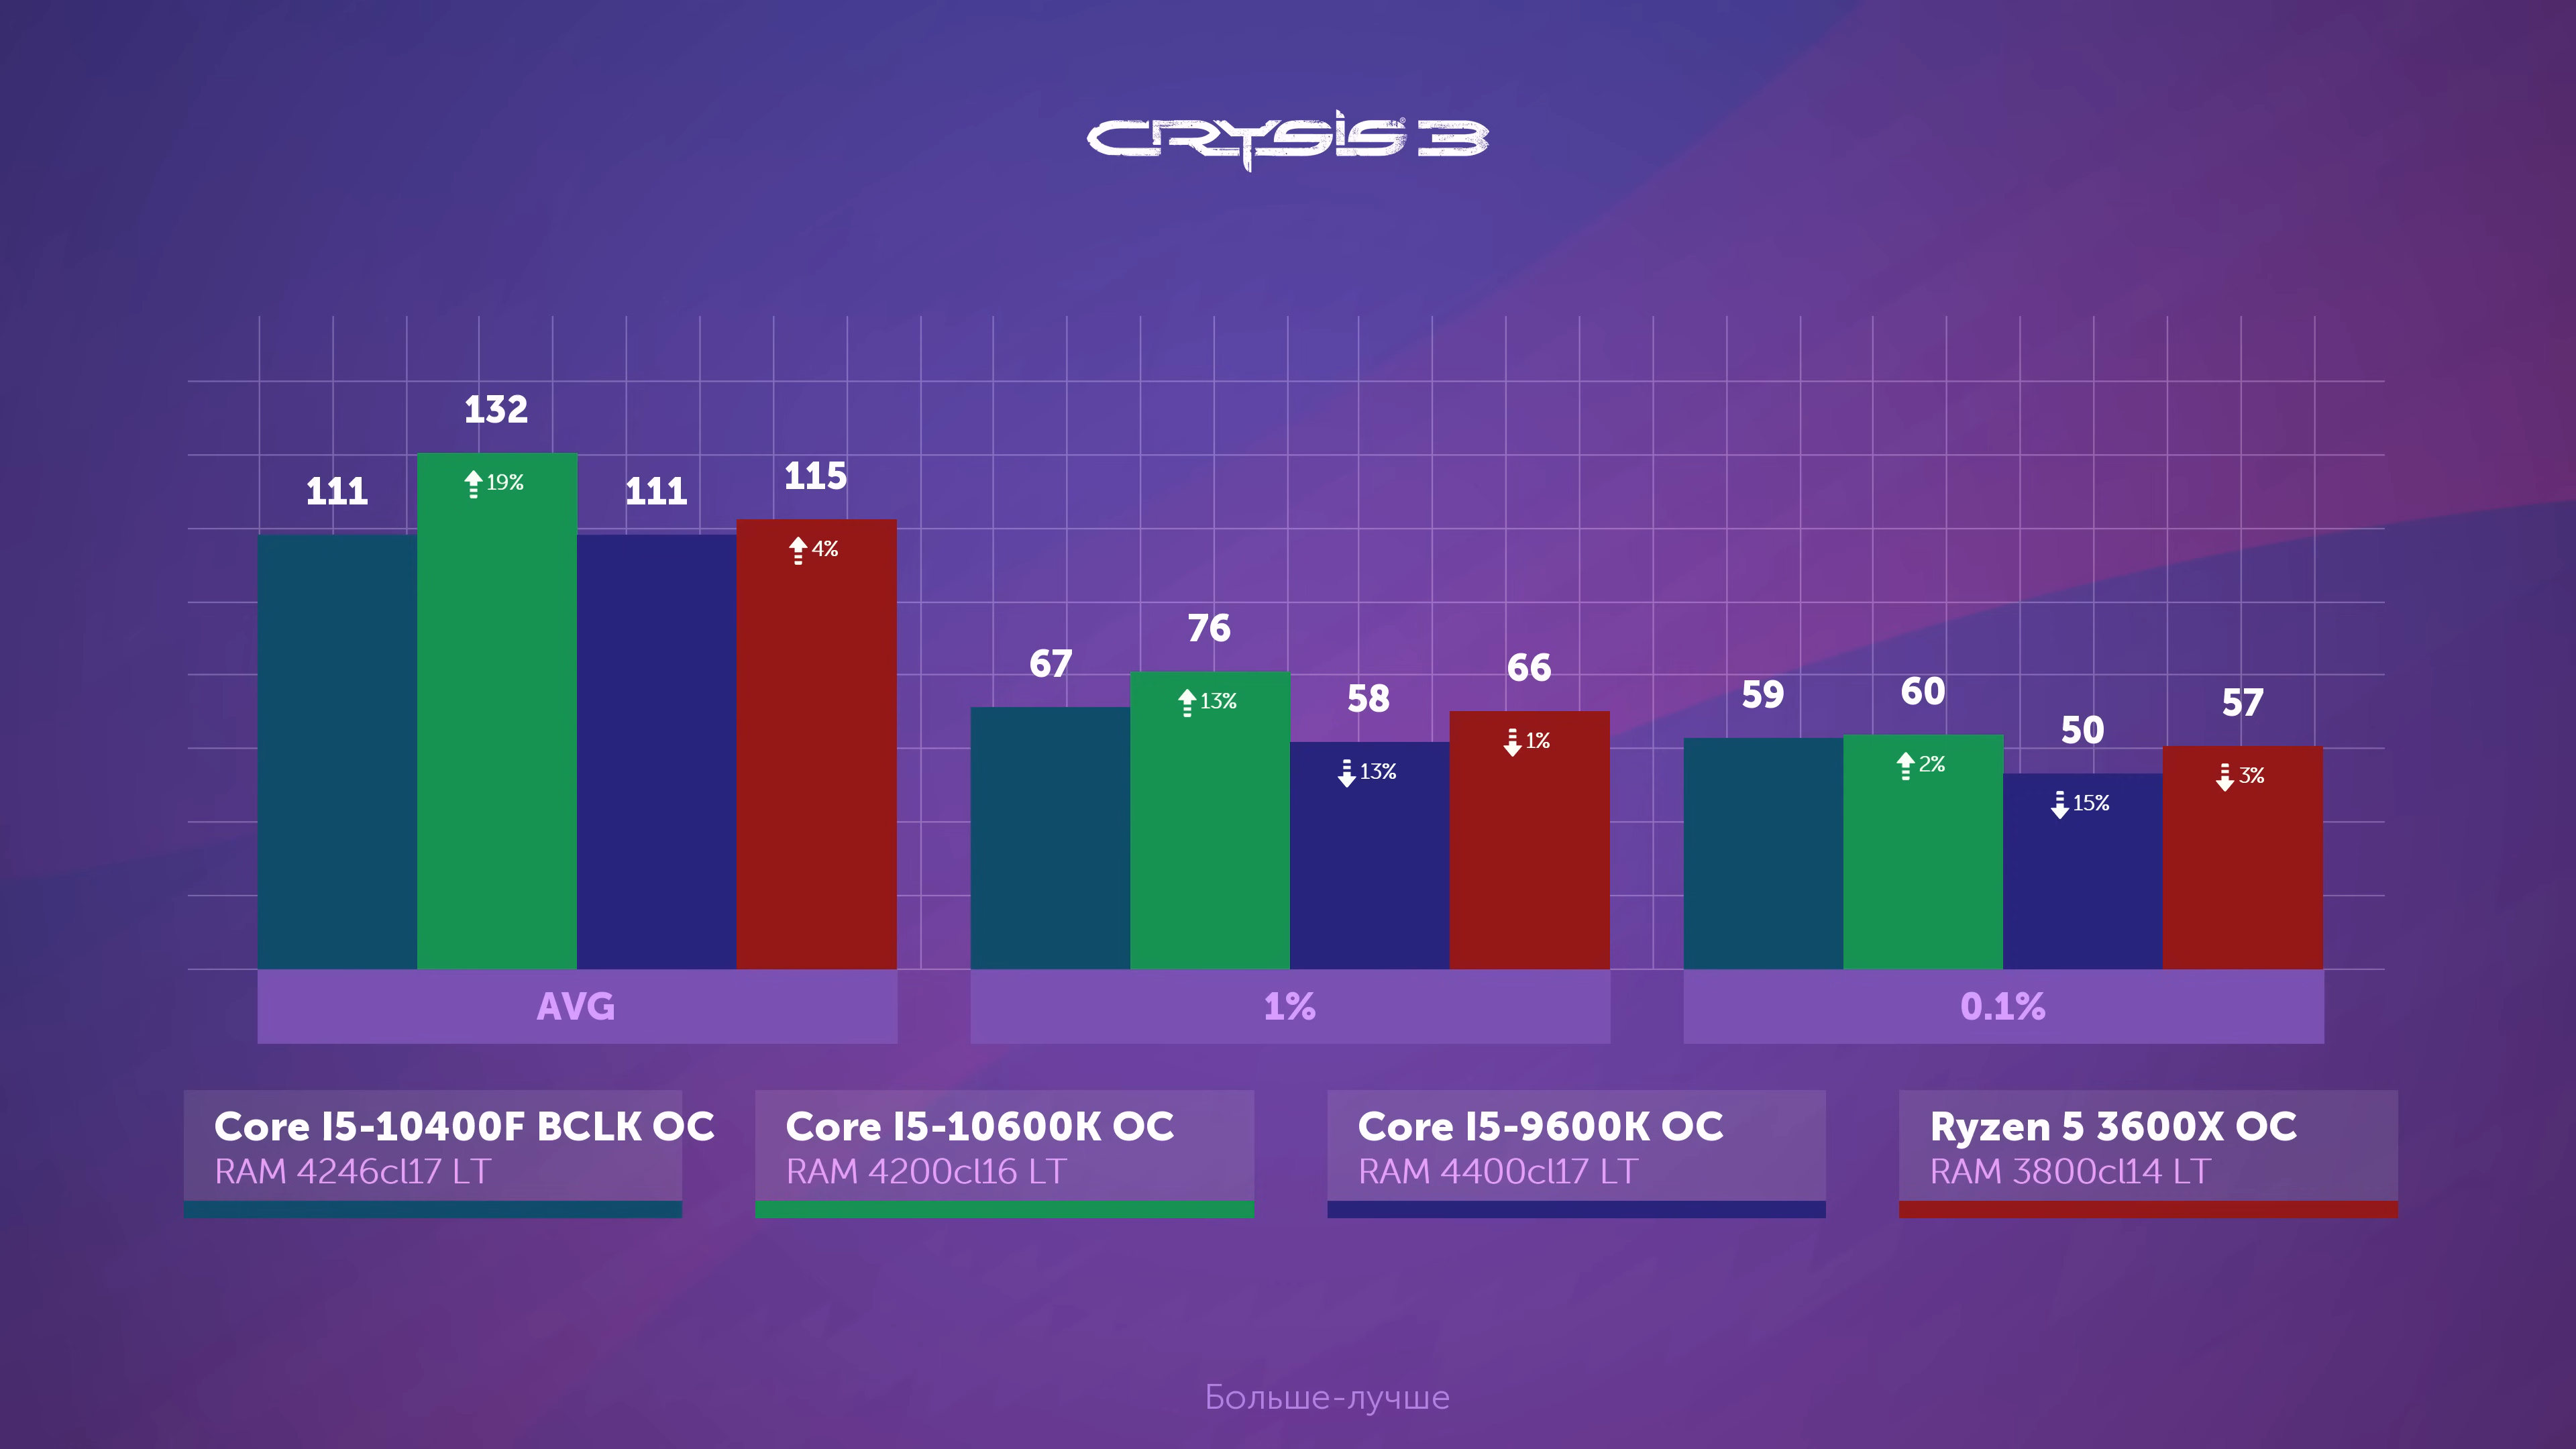 CRYSIS 3
132
19%
111
111
115
4%
76
13%
67
58
13%
66
1%
59
60
2%
50
15%
57
3%
AVG
1%
0.1%
Core I5-10400F BCLK OC
RAM 4246cl17 LT
Core I5-10600K OC
RAM 4200cl16 LT
Core I5-9600K OC
RAM 4400cl17 LT
Ryzen 5 3600X OC
RAM 3800cl14 LT
Больше-лучше